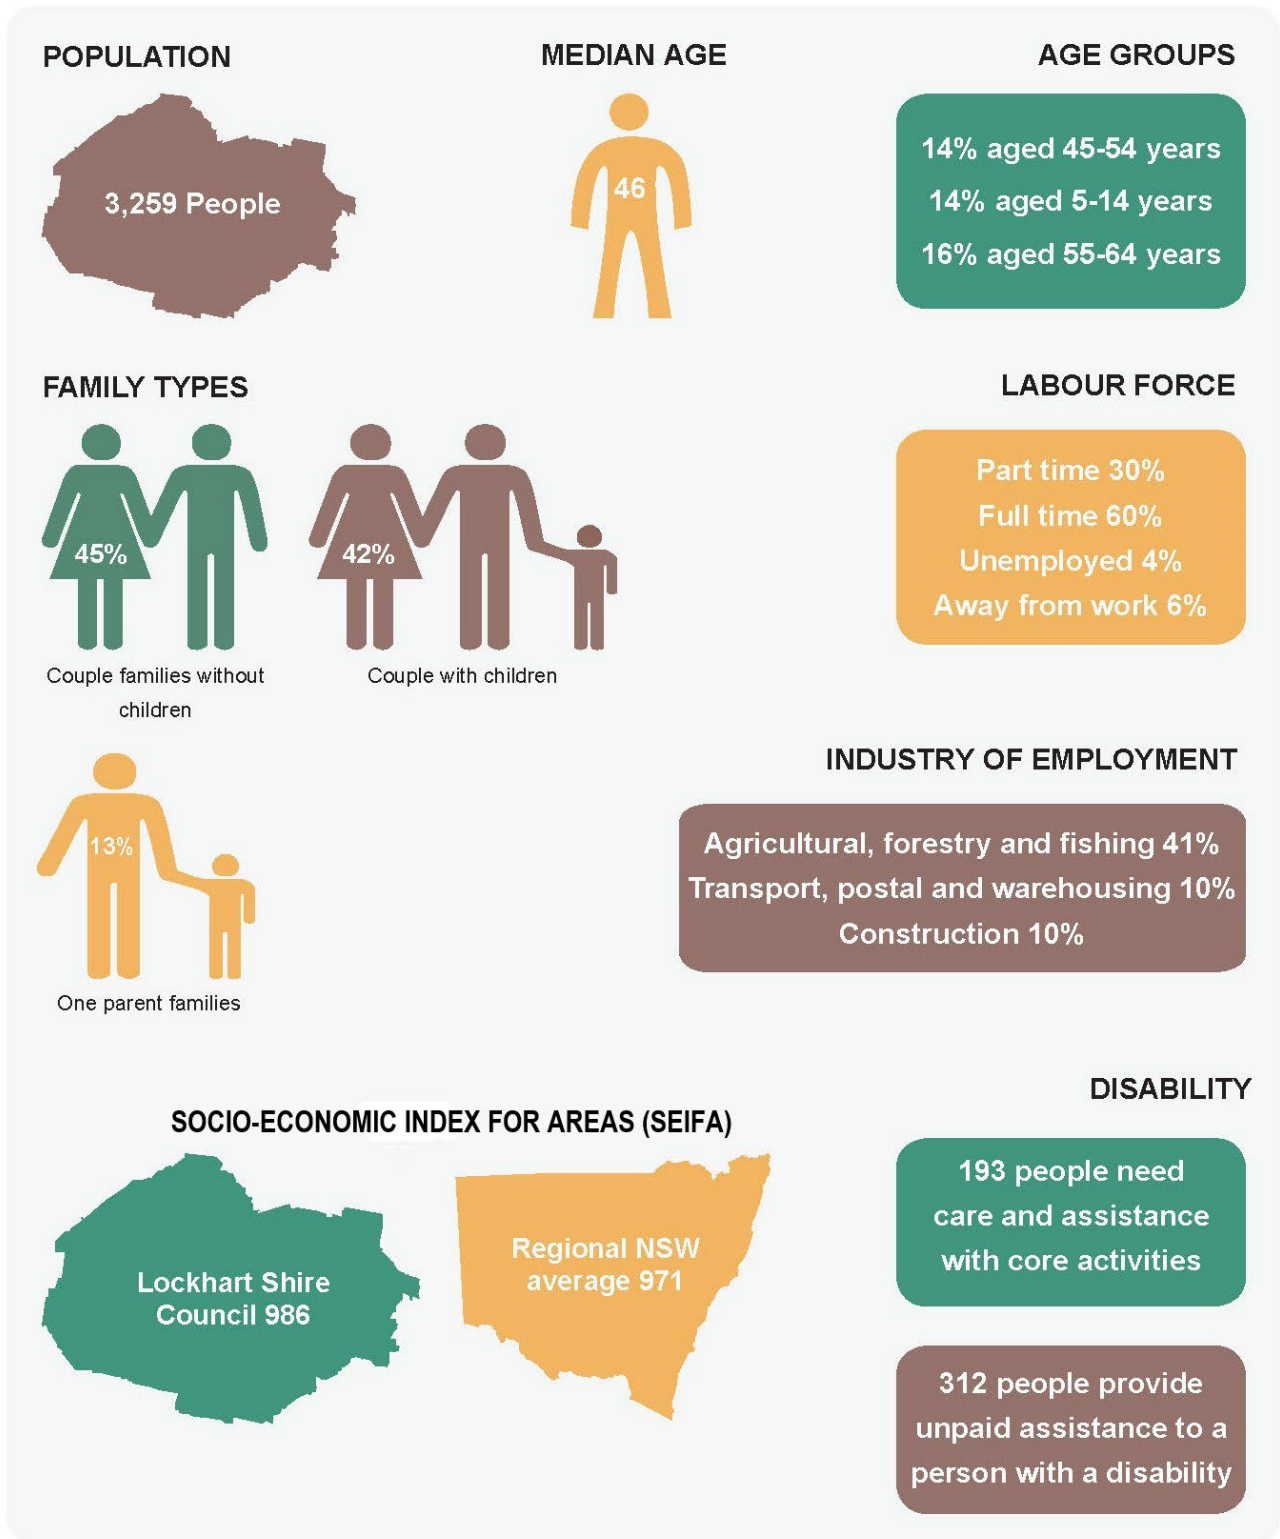 POPULATION
3,259 People
MEDIAN AGE
46
AGE GROUPS
14% aged 45-54 years
14% aged 5-14 years
16% aged 55-64 years
FAMILY TYPES
45%
Couple families without
children
42%
Couple with children
13%
One parent families
LABOUR FORCE
Part time 30%
Full time 60%
Unemployed 4%
Away from work 6%
INDUSTRY OF EMPLOYMENT
Agricultural, forestry and fishing 41%
Transport, postal and warehousing 10%
Construction 10%
SOCIO-ECONOMIC INDEX FOR AREAS (SEIFA)
Lockhart Shire
Council 986
Regional NSW
average 971
DISABILITY
193 people need
care and assistance
with core activities
312 people provide
unpaid assistance to a
person with a disability